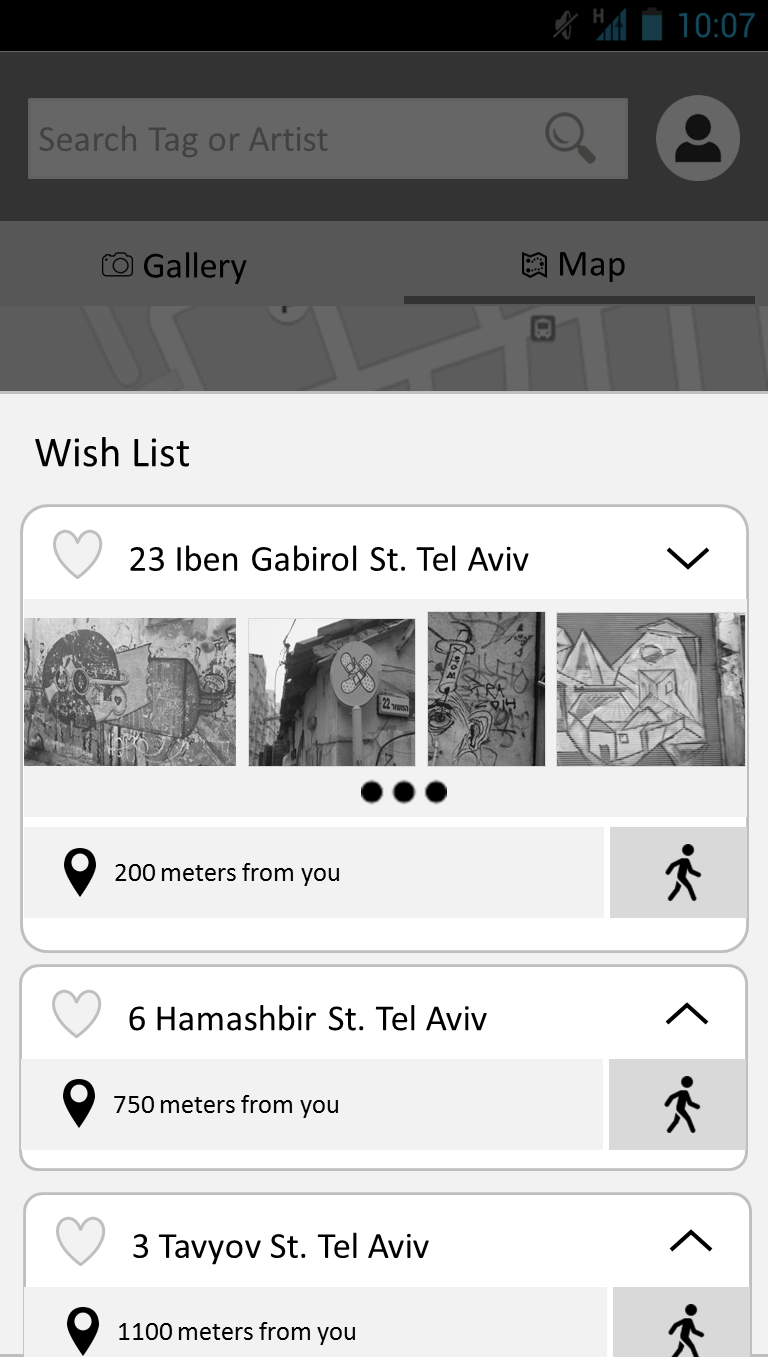 H 10:07
Search Tag or Artist
Gallery
Map
Wish List
23 Iben Gabirol St. Tel Aviv
22
6 Hamashbir St. Tel Aviv
200 meters from you
750 meters from you
3 Tavyov St. Tel Aviv
1100 meters from you